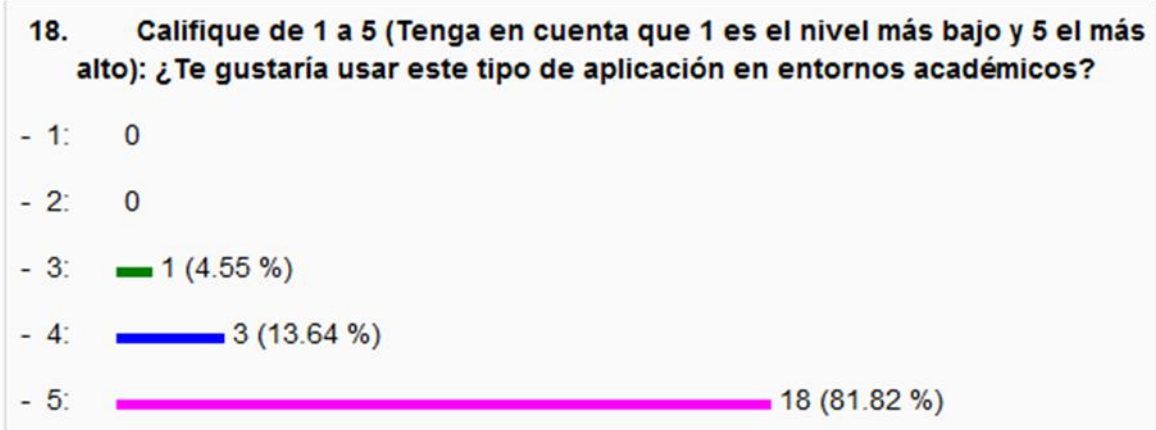 18. Califique de 1 a 5 (Tenga en cuenta que 1 es el nivel más bajo y 5 el más
alto): ¿Te gustaría usar este tipo de aplicación en entornos académicos?
- 1: 0
- 2: 0
- 3: 1 (4.55 %)
- 4: 3 (13.64 %)
- 5: 18 (81.82 %)